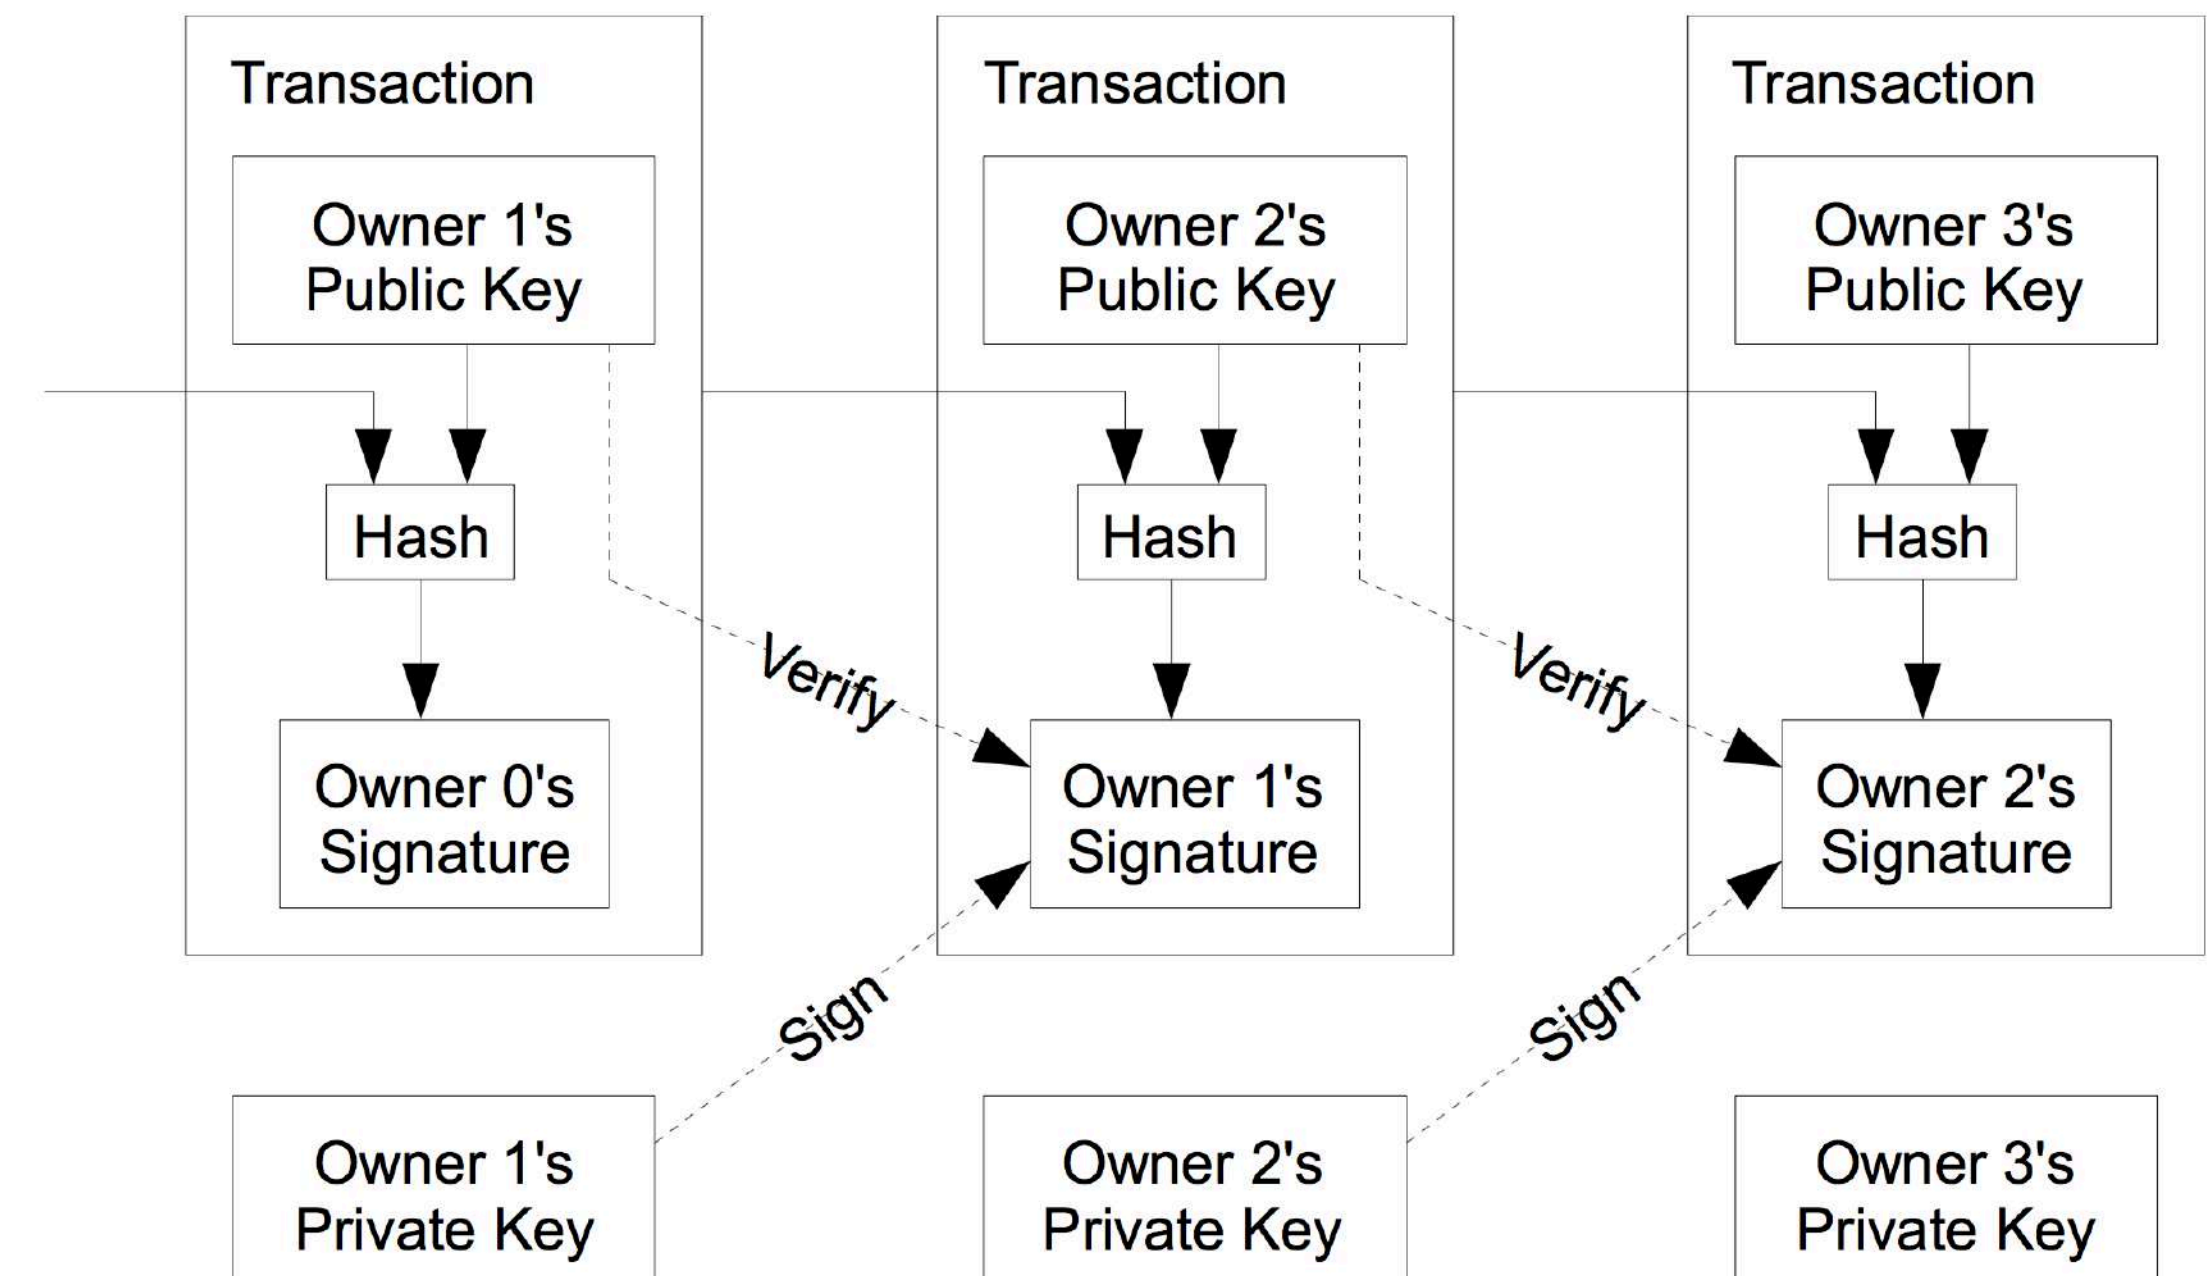 Transaction
Transaction
Transaction
Owner 1's
Public Key
Owner 2's
Public Key
Owner 3's
Public Key
Hash
Hash
Hash
Verify
Verify
Owner 0's
Signature
Owner 1's
Signature
Owner 2's
Signature
Sign
Sign
Owner 1's
Private Key
Owner 2's
Private Key
Owner 3's
Private Key